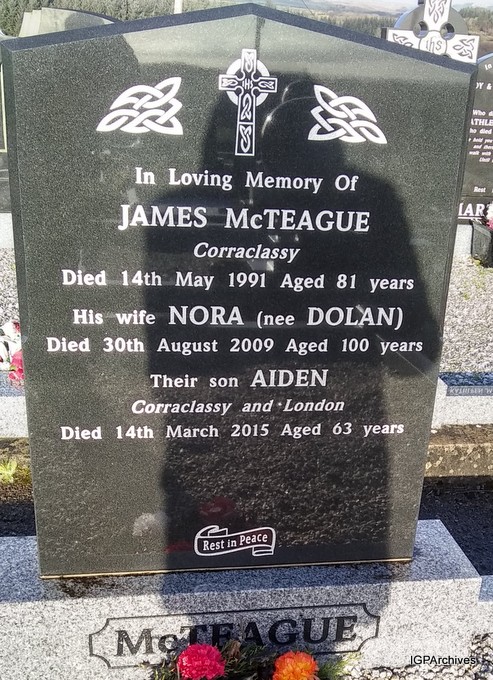 IHS
In Loving Memory Of
JAMES McTEAGUE
Corraclassy
Died 14th May 1991 Aged 81 years
His wife NORA (nee DOLAN)
Died 30th August 2009 Aged 100 years
Their son AIDEN
Corraclassy and London
Died 14th March 2015 Aged 63 years
Rest in Peace
McTEAGUE
IGPArchives
ihs